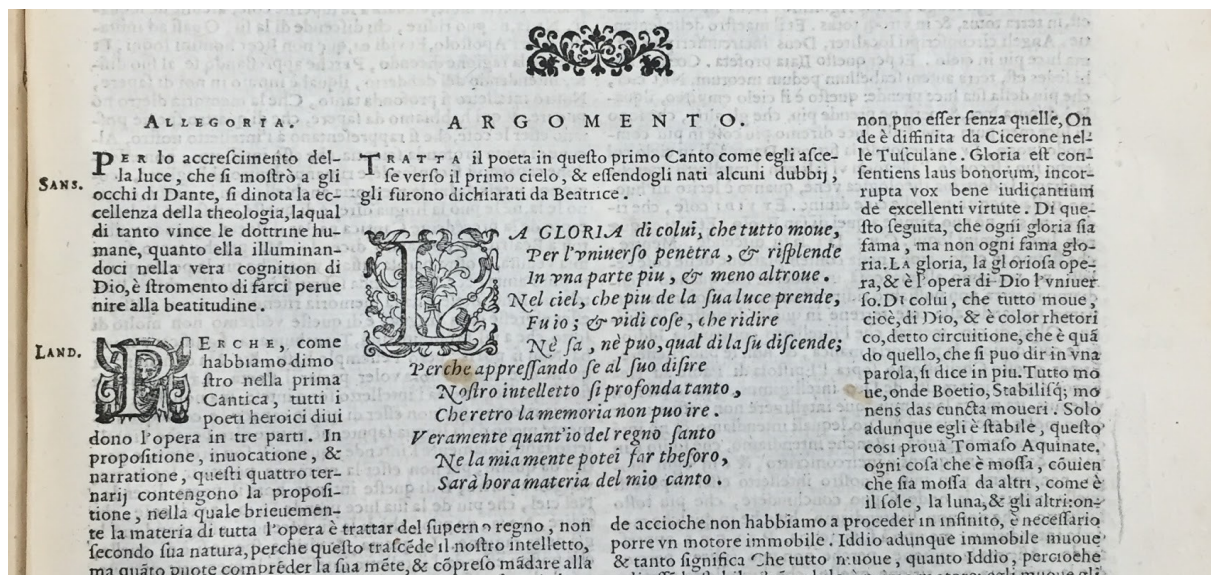 ALLEGORIA.
SANS.
PER lo accreſcimento del-
la luce, che ſi moſtrò a gli
occhi di Dante, ſi dinota la ec-
cellenza della theologia, laqual
di tanto vince le dottrine hu-
mane, quanto ella illuminan-
doci nella vera cognition di
Dio, è ſtromento di farci perue
nire alla beatitudine.
LAND.
PERCHE, come
habbiamo dimo
ſtro nella prima
Cantica, tutti i
poeti heroici diui
dono l'opera in tre parti. In
propoſitione, inuocatione, &
narratione, queſti quattro ter-
narij contengono la propoſi-
tione, nella quale brieuemen-
te la materia di tutta l'opera è trattar del ſuperno regno, non
ſecondo ſua natura, perche queſto traſcēde il noſtro intelletto,
ma quāto puote comprēder la ſua mēte, & cōpreſo mādare alla
ARGOMENTO.
TRATTA il poeta in queſto primo Canto come egli aſce-
ſe verſo il primo cielo, & eſſendogli nati alcuni dubbij,
gli furono dichiarati da Beatrice.
LA GLORIA di colui, che tutto moue,
Per l'vniuerſo penetra, & riſplende
In vna parte piu, & meno altroue.
Nel ciel, che piu de la ſua luce prende,
Fu io; & vidi coſe, che ridire
Nè ſa, nè puo, qual di la ſu diſcende;
Perche appreſſando ſe al ſuo diſire
Noſtro intelletto ſi profonda tanto,
Che retro la memoria non puo ire.
Veramente quant'io del regno ſanto
Ne la mia mente potei far theſoro,
Sarà hora materia del mio canto.
non puo eſſer ſenza quelle, On
de è diffinita da Cicerone nel-
le Tuſculane. Gloria eſt con-
ſentiens laus bonorum, incor-
rupta vox bene iudicantium
de excellenti virtute. Di que-
ſto ſeguita, che ogni gloria ſia
fama, ma non ogni fama glo-
ria. LA gloria, la glorioſa ope-
ra, & è l'opera di Dio l'vniuer
ſo. DI colui, che tutto moue,
cioè, di Dio, & è color rhetori
co, detto circuitione, che è quā
do quello, che ſi puo dir in vna
parola, ſi dice in piu. Tutto mo
ue, onde Boetio, Stabiliſq; mo
nens das cuncta moueri. Solo
adunque egli è ſtabile, queſto
coſi proua Tomaſo Aquinate.
ogni coſa che è moſſa, cōuien
che ſia moſſa da altri, come è
il ſole, la luna, & gli altri: on-
de accioche non habbiamo a proceder in infinito, è neceſſario
porre vn motore immobile. Iddio adunque immobile muoue
& tanto ſignifica Che tutto muoue, quanto Iddio, percioche